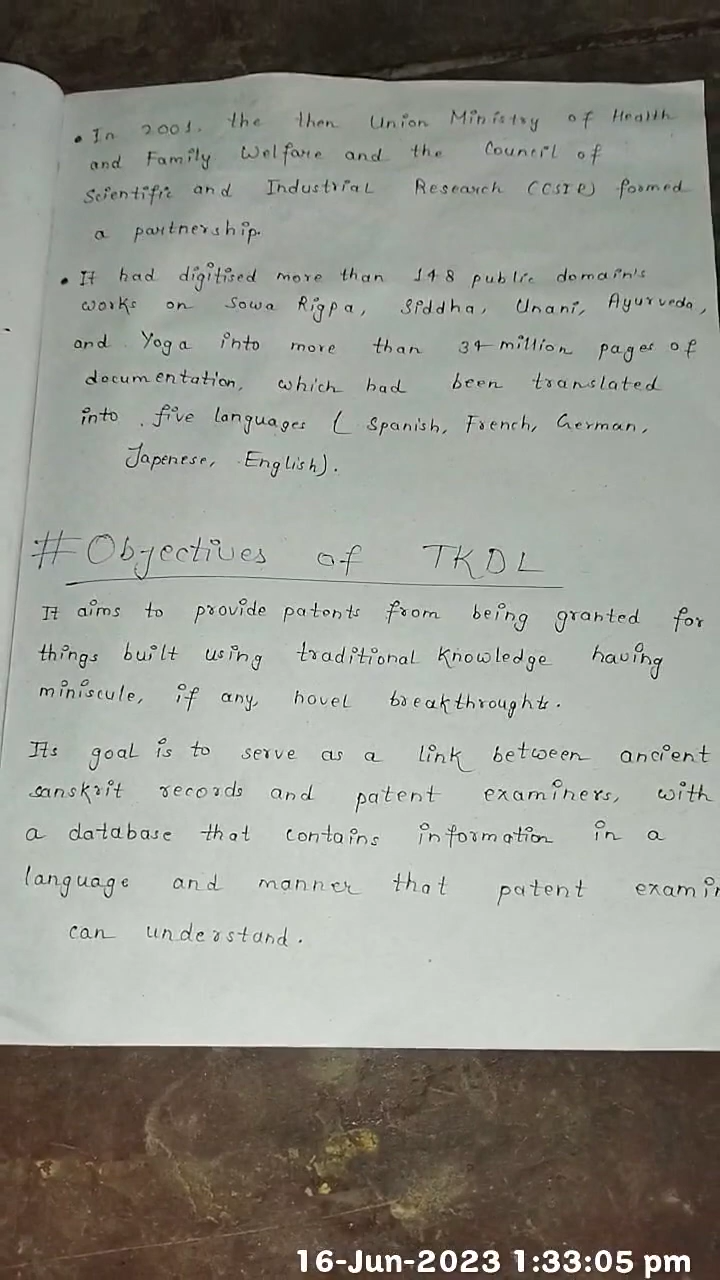 • In 2001. the then Union Ministry of Health
and Family Welfare and the Council of
Scientific and Industrial Research (CSIR) formed
a partnership.
• It had digitised more than 148 public domain's
works on Sowa Rigpa, Siddha, Unani, Ayurveda,
and Yoga into more than 34 million pages of
documentation, which had been translated
into five languages ( Spanish, French, German,
Japenese, English).
# Objectives of TKDL
It aims to provide patents from being granted for
things built using traditional knowledge having
miniscule, if any, novel breakthroughts.
Its goal is to serve as a link between ancient
sanskrit records and patent examiners, with
a database that contains information in a
language and manner that patent examin
can understand.
16-Jun-2023 1:33:05 pm